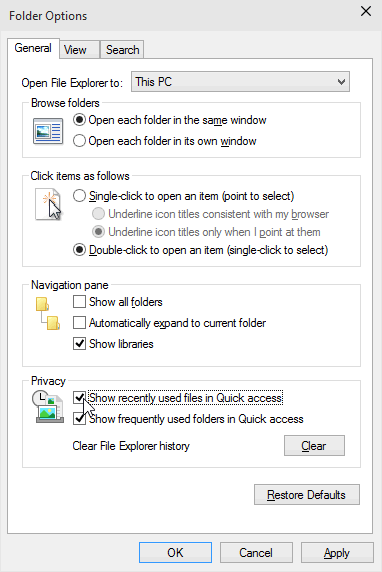 Folder Options
General View Search
Open File Explorer to: This PC
Browse folders
Open each folder in the same window
Open each folder in its own window
Click items as follows
Single-click to open an item (point to select)
Underline icon titles consistent with my browser
Underline icon titles only when I point at them
Double-click to open an item (single-click to select)
Navigation pane
Show all folders
Automatically expand to current folder
Show libraries
Privacy
Show recently used files in Quick access
Show frequently used folders in Quick access
Clear File Explorer history Clear
Restore Defaults
OK Cancel Apply